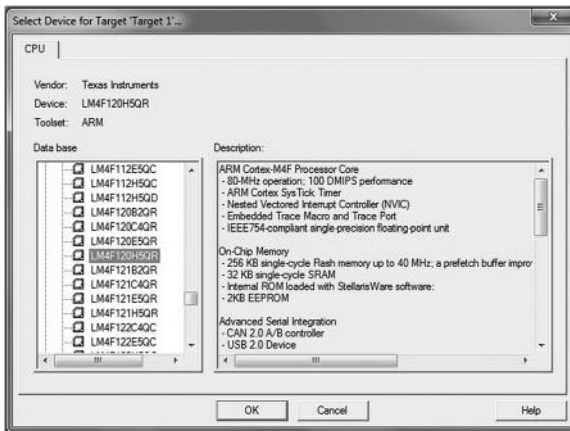 Select Device for Target 'Target 1'...
CPU
Vendor: Texas Instruments
Device: LM4F120H5QR
Toolset: ARM
Data base
Description:
LM4F112E5QC
LM4F112H5QC
LM4F112H5QD
LM4F120B2QR
LM4F120C4QR
LM4F120E5QR
LM4F120H5QR
LM4F121B2QR
LM4F121C4QR
LM4F121E5QR
LM4F121H5QR
LM4F122C4QC
LM4F122E5QC
ARM Cortex-M4F Processor Core
- 80-MHz operation; 100 DMIPS performance
- ARM Cortex SysTick Timer
- Nested Vectored Interrupt Controller (NVIC)
- Embedded Trace Macro and Trace Port
- IEEE754-compliant single-precision floating-point unit
On-Chip Memory
- 256 KB single-cycle Flash memory up to 40 MHz; a prefetch buffer improv
- 32 KB single-cycle SRAM
- Internal ROM loaded with StellarisWare software:
- 2KB EEPROM
Advanced Serial Integration
- CAN 2.0 A/B controller
- USB 2.0 Device
OK
Cancel
Help